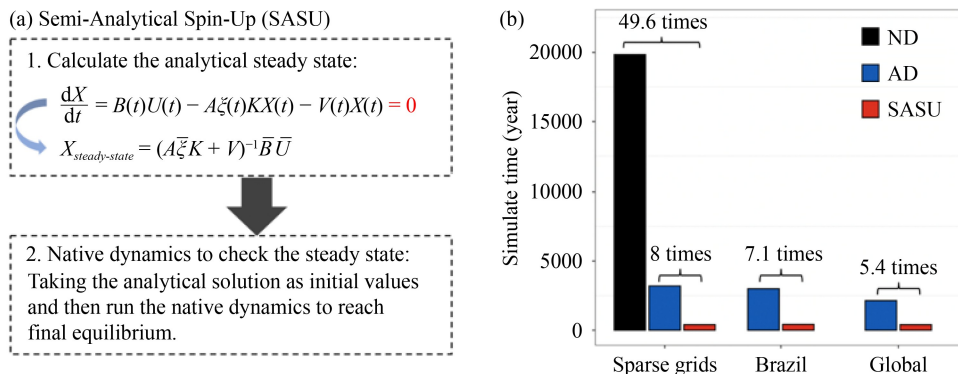 (a) Semi-Analytical Spin-Up (SASU)
1. Calculate the analytical steady state:
dX/dt = B(t)U(t) − Aξ(t)KX(t) − V(t)X(t) = 0
X_steady-state = (Aξ̅K + V)⁻¹ B̅ U̅
2. Native dynamics to check the steady state:
Taking the analytical solution as initial values
and then run the native dynamics to reach
final equilibrium.
(b)
49.6 times
ND
AD
SASU
8 times
7.1 times
5.4 times
Simulate time (year)
20000
15000
10000
5000
0
Sparse grids Brazil Global